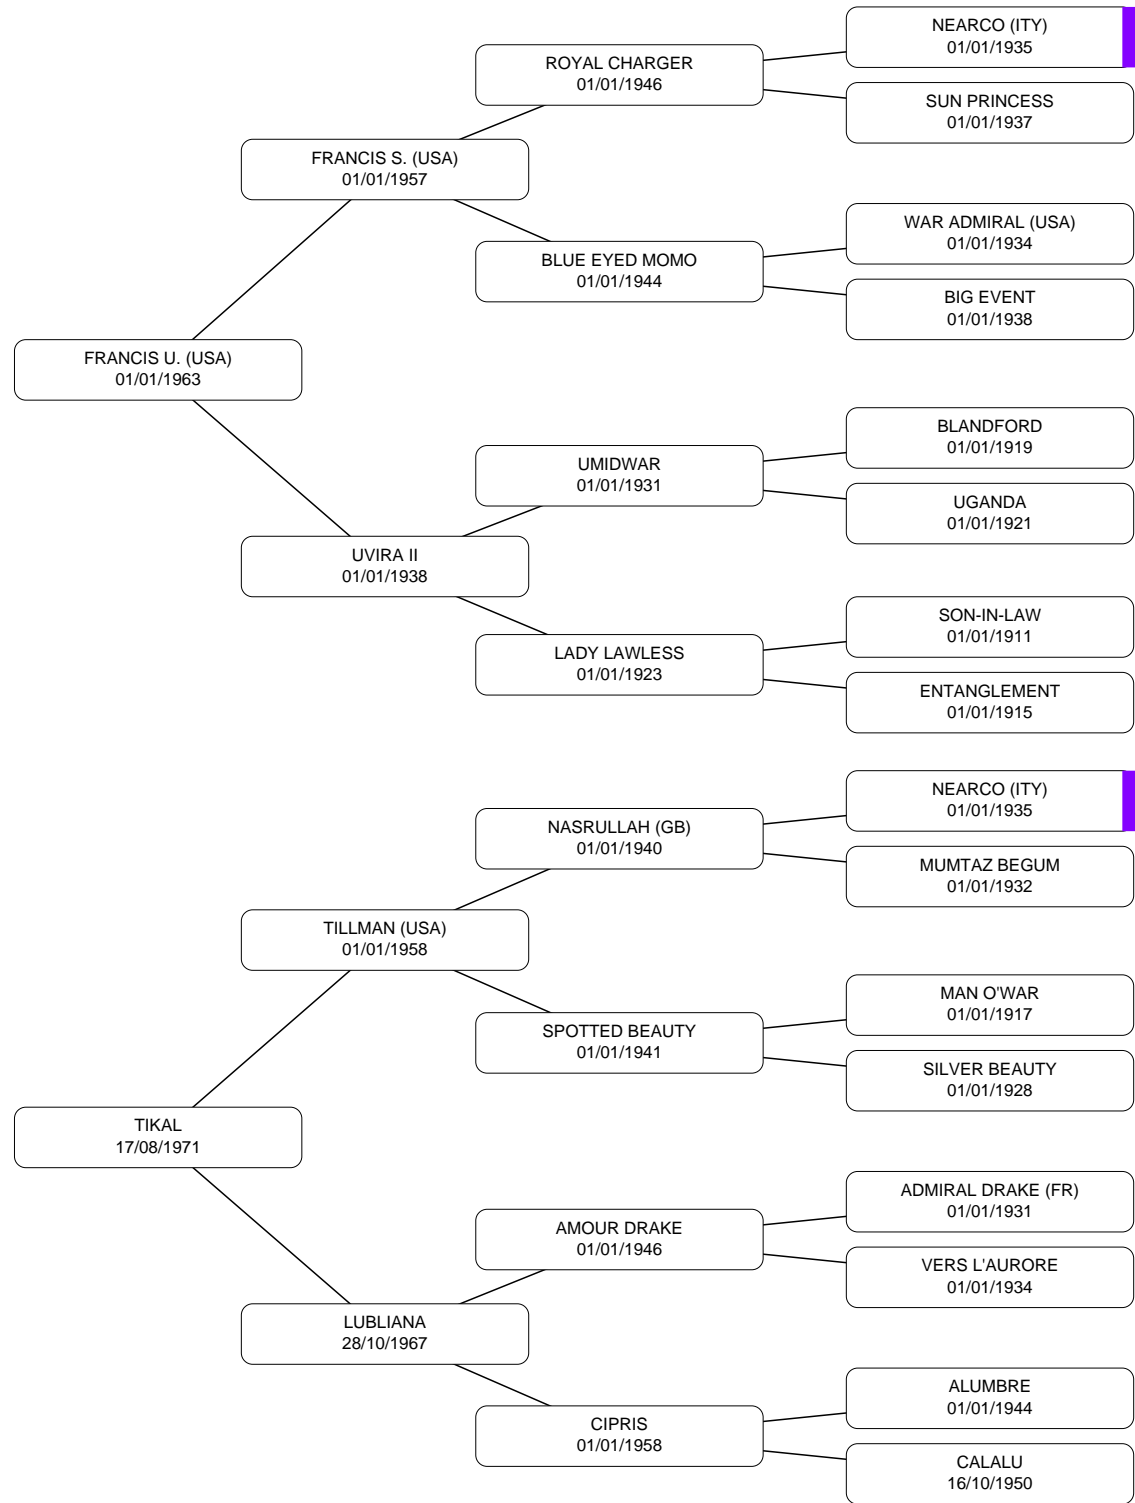 NEARCO (ITY)
01/01/1935
ROYAL CHARGER
01/01/1946
SUN PRINCESS
01/01/1937
FRANCIS S. (USA)
01/01/1957
WAR ADMIRAL (USA)
01/01/1934
BLUE EYED MOMO
01/01/1944
BIG EVENT
01/01/1938
FRANCIS U. (USA)
01/01/1963
BLANDFORD
01/01/1919
UMIDWAR
01/01/1931
UGANDA
01/01/1921
UVIRA II
01/01/1938
SON-IN-LAW
01/01/1911
LADY LAWLESS
01/01/1923
ENTANGLEMENT
01/01/1915
NEARCO (ITY)
01/01/1935
NASRULLAH (GB)
01/01/1940
MUMTAZ BEGUM
01/01/1932
TILLMAN (USA)
01/01/1958
MAN O'WAR
01/01/1917
SPOTTED BEAUTY
01/01/1941
SILVER BEAUTY
01/01/1928
TIKAL
17/08/1971
ADMIRAL DRAKE (FR)
01/01/1931
AMOUR DRAKE
01/01/1946
VERS L'AURORE
01/01/1934
LUBLIANA
28/10/1967
ALUMBRE
01/01/1944
CIPRIS
01/01/1958
CALALU
16/10/1950